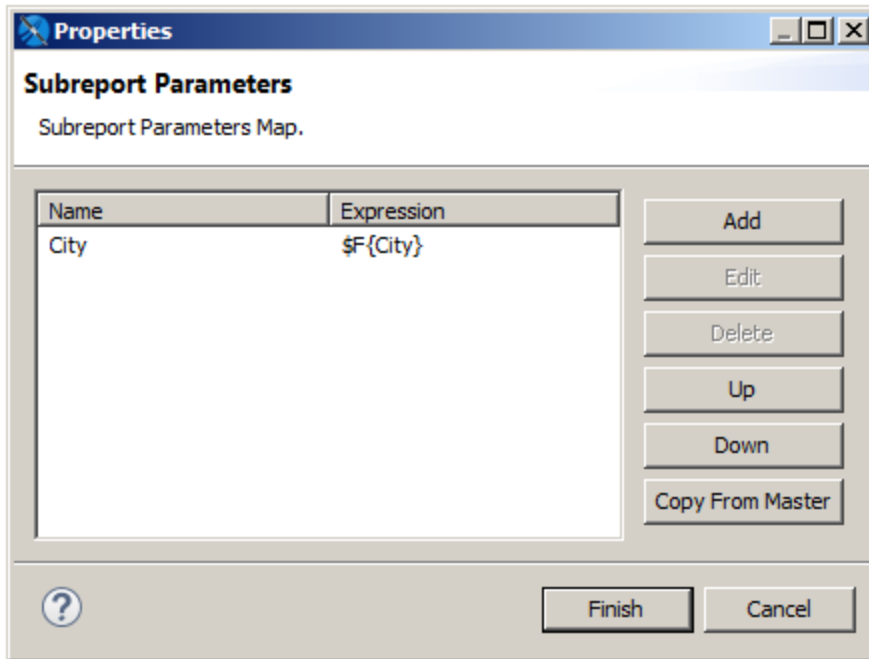 Properties
Subreport Parameters
Subreport Parameters Map.
Name Expression
City $F{City}
Add
Edit
Delete
Up
Down
Copy From Master
?
Finish Cancel